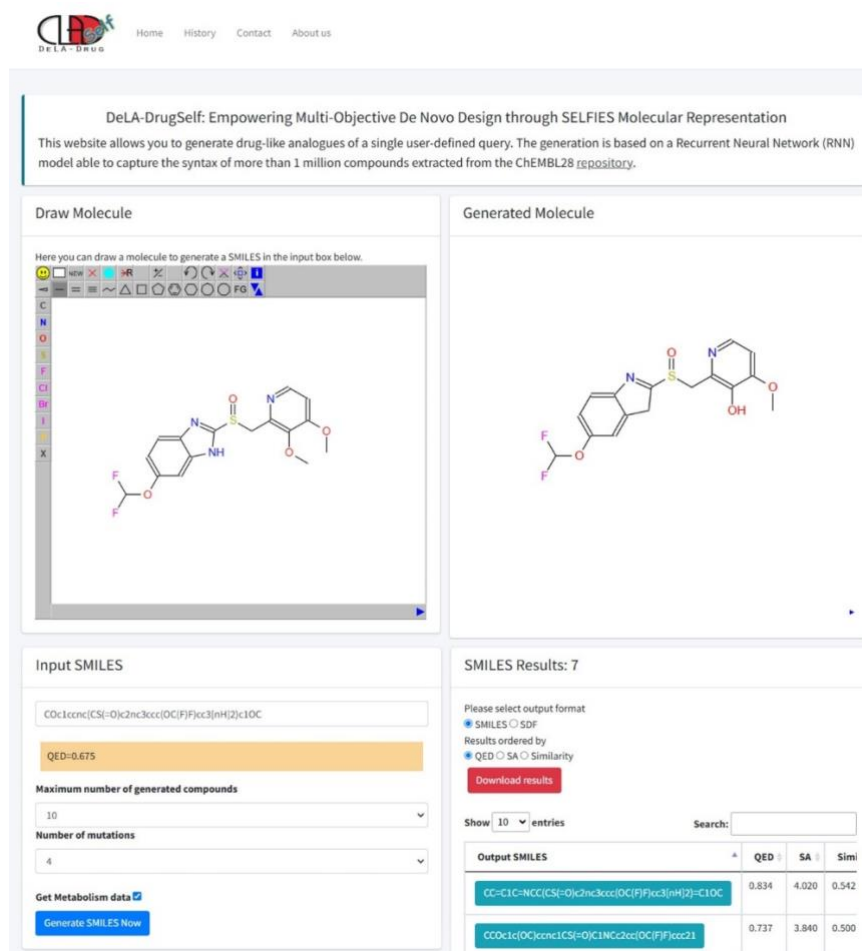 DELA-DRUG
Home History Contact About us
DeLA-DrugSelf: Empowering Multi-Objective De Novo Design through SELFIES Molecular Representation
This website allows you to generate drug-like analogues of a single user-defined query. The generation is based on a Recurrent Neural Network (RNN)
model able to capture the syntax of more than 1 million compounds extracted from the ChEMBL28 repository.
Draw Molecule
Here you can draw a molecule to generate a SMILES in the input box below.
NEW
FG
C
N
O
S
F
Cl
Br
I
X
N
O
S
N
NH
O
O
F
O
F
Generated Molecule
O
N
N
S
O
OH
F
O
F
Input SMILES
COc1ccnc(CS(=O)c2nc3ccc(OC(F)F)cc3[nH]2)c1OC
QED=0.675
Maximum number of generated compounds
10
Number of mutations
4
Get Metabolism data
Generate SMILES Now
SMILES Results: 7
Please select output format
SMILES SDF
Results ordered by
QED SA Similarity
Download results
Show 10 entries Search:
Output SMILES QED SA Simi
CC=C1C=NCC(CS(=O)c2nc3ccc(OC(F)F)cc3[nH]2)=C1OC 0.834 4.020 0.542
CCOc1c(OC)ccnc1CS(=O)C1NCc2cc(OC(F)F)ccc21 0.737 3.840 0.500